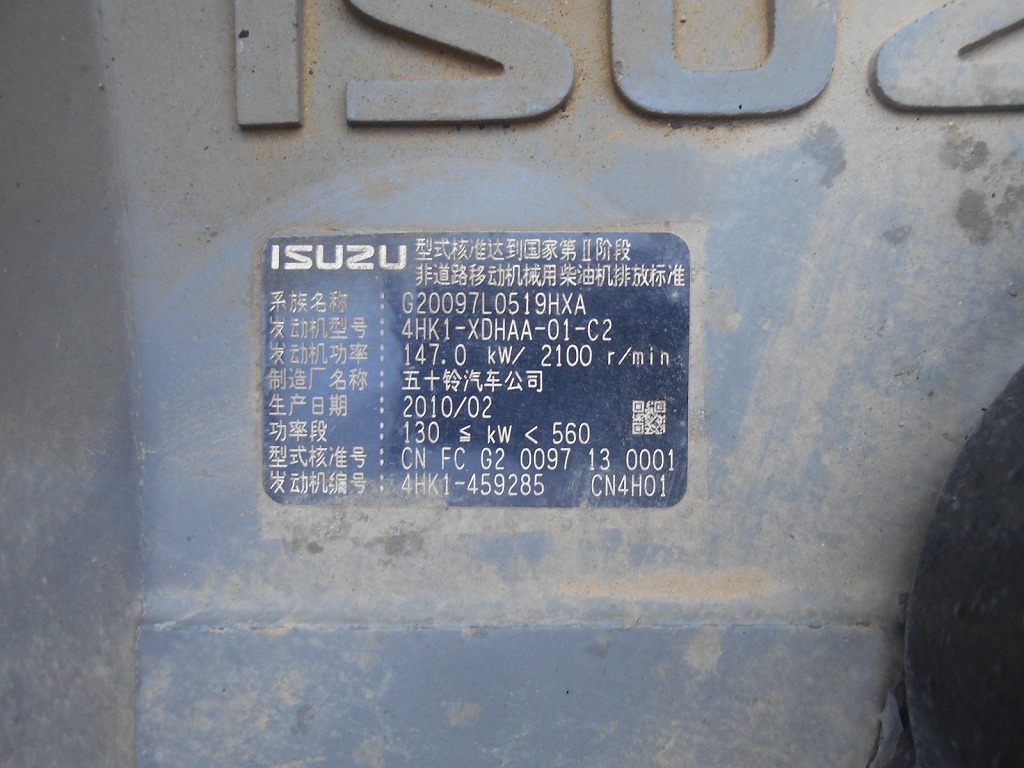 ISUZ
ISUZU 型式核准达到国家第Ⅱ阶段
非道路移动机械用柴油机排放标准
系族名称 : G20097L0519HXA
发动机型号 : 4HK1-XDHAA-01-C2
发动机功率 : 147.0 kW/ 2100 r/min
制造厂名称 : 五十铃汽车公司
生产日期 : 2010/02
功率段 : 130 ≦ kW < 560
型式核准号 : CN FC G2 0097 13 0001
发动机编号 : 4HK1-459285 CN4H01